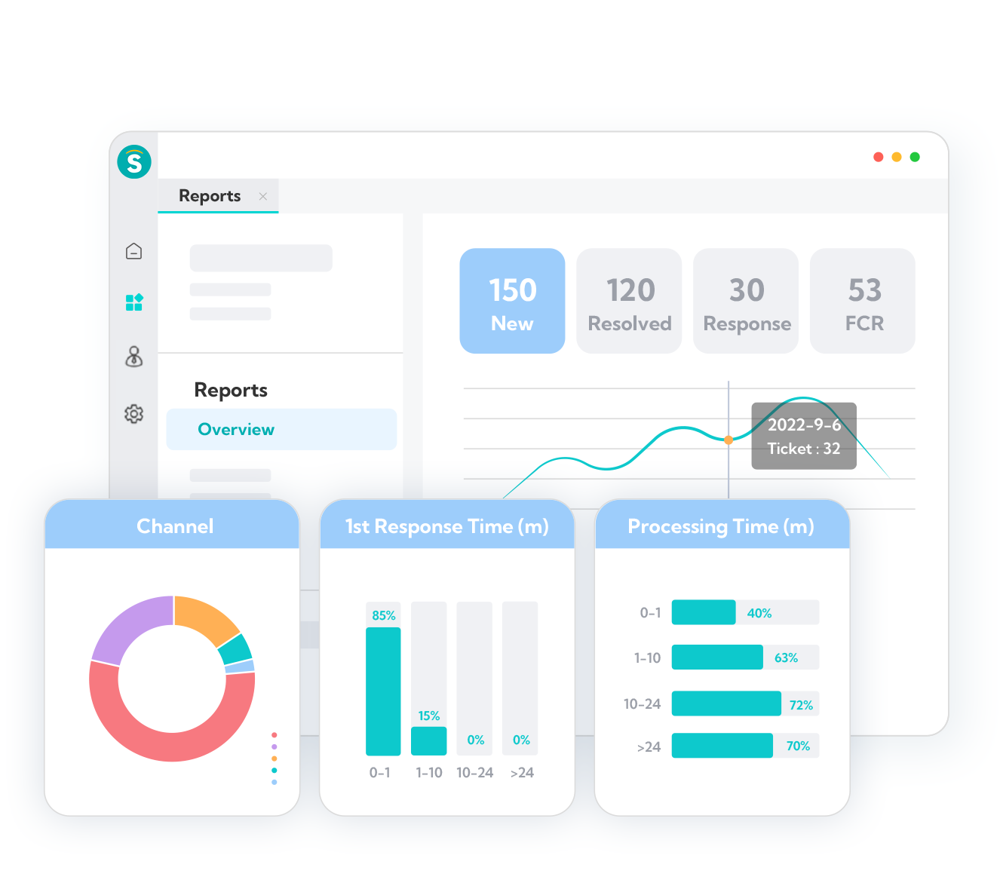 S
Reports
150
New
120
Resolved
30
Response
53
FCR
Reports
Overview
2022-9-6
Ticket : 32
Channel
1st Response Time (m)
85%
15%
0%
0%
0-1
1-10
10-24
>24
Processing Time (m)
0-1
40%
1-10
63%
10-24
72%
>24
70%